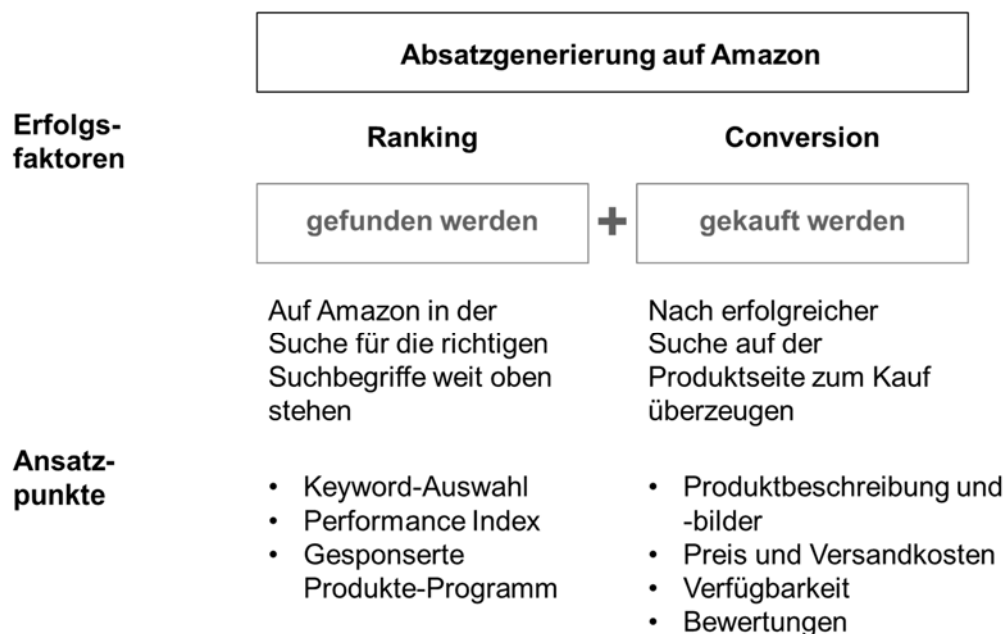 Absatzgenerierung auf Amazon
Erfolgs-
faktoren
Ranking
Conversion
gefunden werden
+
gekauft werden
Auf Amazon in der
Suche für die richtigen
Suchbegriffe weit oben
stehen
Nach erfolgreicher
Suche auf der
Produktseite zum Kauf
überzeugen
Ansatz-
punkte
• Keyword-Auswahl
• Performance Index
• Gesponserte
Produkte-Programm
• Produktbeschreibung und
-bilder
• Preis und Versandkosten
• Verfügbarkeit
• Bewertungen